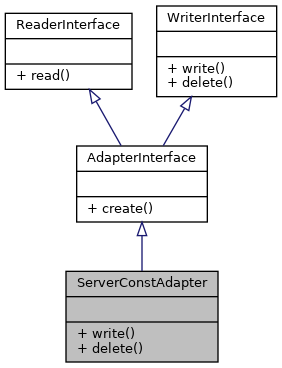 ReaderInterface
+ read()
WriterInterface
+ write()
+ delete()
AdapterInterface
+ create()
ServerConstAdapter
+ write()
+ delete()